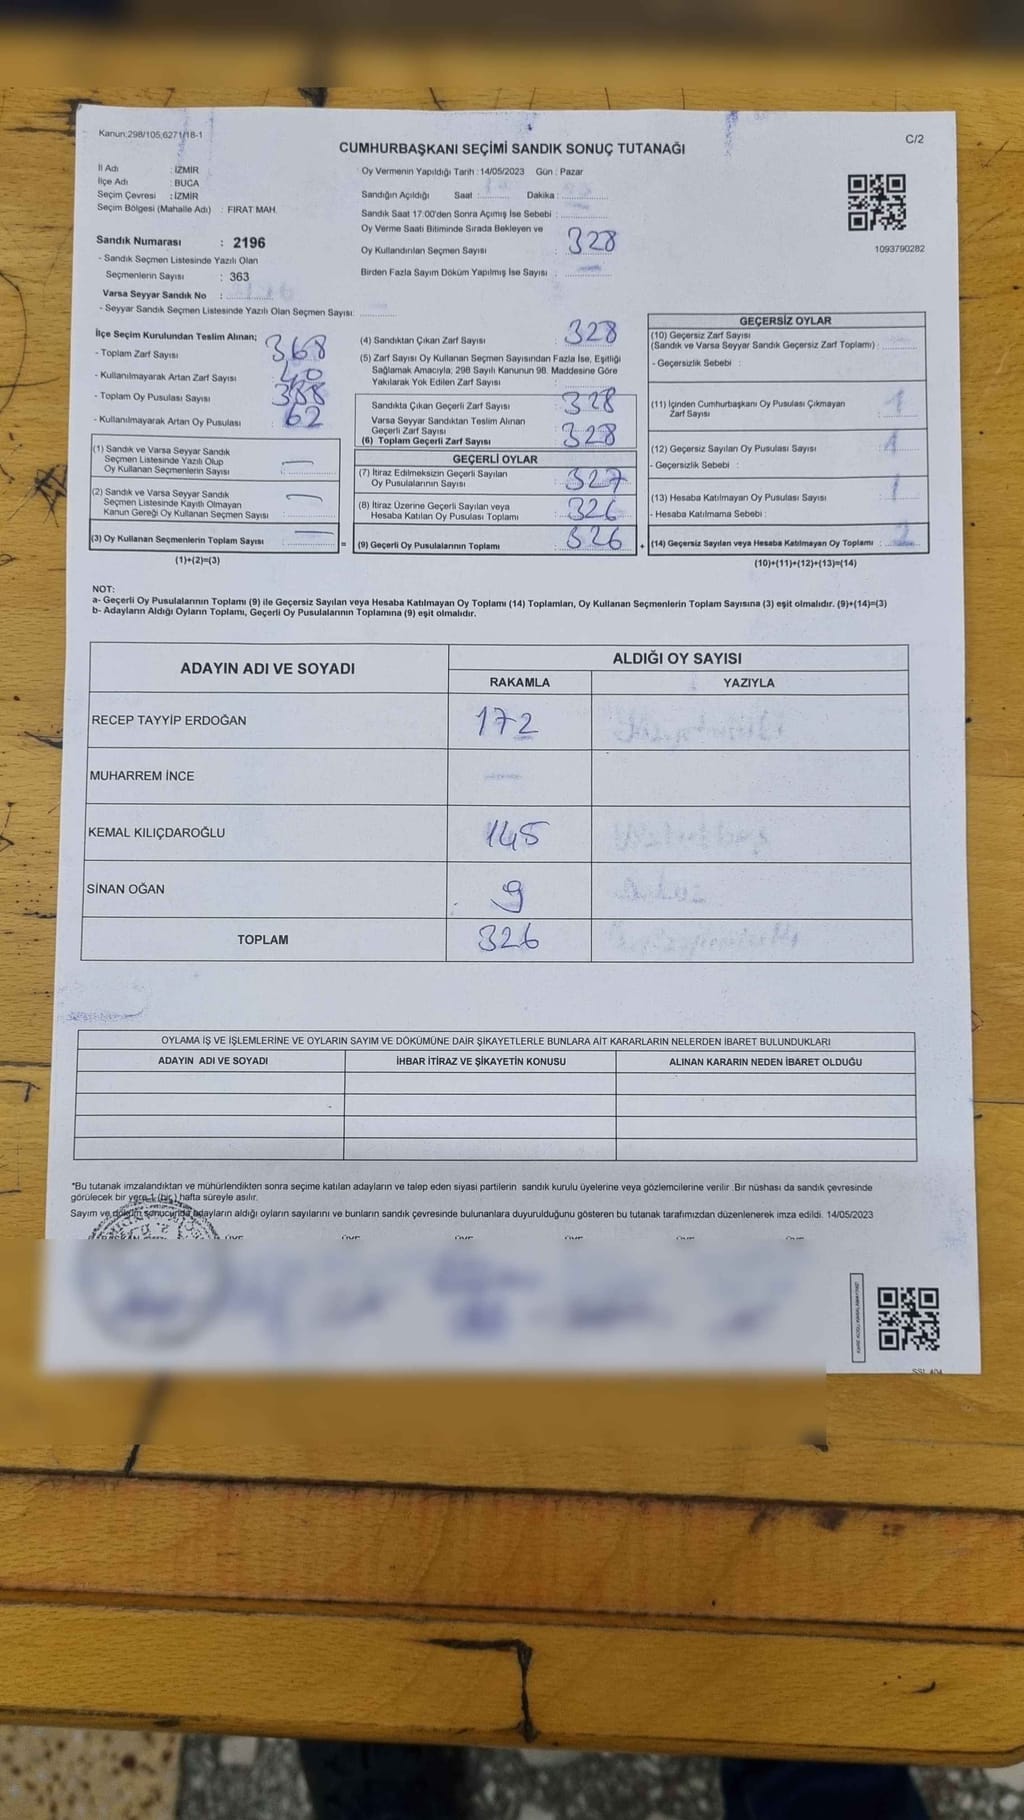 Kanun:298/105;6271/18-1
C/2
CUMHURBAŞKANI SEÇİMİ SANDIK SONUÇ TUTANAĞI
İl Adı : İZMİR
İlçe Adı : BUCA
Seçim Çevresi : İZMİR
Seçim Bölgesi (Mahalle Adı) : FIRAT MAH.
Sandık Numarası : 2196
- Sandık Seçmen Listesinde Yazılı Olan
Seçmenlerin Sayısı : 363
Varsa Seyyar Sandık No :
- Seyyar Sandık Seçmen Listesinde Yazılı Olan Seçmen Sayısı:
Oy Vermenin Yapıldığı Tarih : 14/05/2023 Gün : Pazar
Sandığın Açıldığı Saat : Dakika :
Sandık Saat 17:00'den Sonra Açımış İse Sebebi :
Oy Verme Saati Bitiminde Sırada Bekleyen ve
Oy Kullandırılan Seçmen Sayısı : 328
Birden Fazla Sayım Döküm Yapılmış İse Sayısı :
1093790282
İlçe Seçim Kurulundan Teslim Alınan;
- Toplam Zarf Sayısı 368
- Kullanılmayarak Artan Zarf Sayısı : 40
- Toplam Oy Pusulası Sayısı : 388
- Kullanılmayarak Artan Oy Pusulası : 62
(1) Sandık ve Varsa Seyyar Sandık
Seçmen Listesinde Yazılı Olup
Oy Kullanan Seçmenlerin Sayısı :
(2) Sandık ve Varsa Seyyar Sandık
Seçmen Listesinde Kayıtlı Olmayan
Kanun Gereği Oy Kullanan Seçmen Sayısı :
(3) Oy Kullanan Seçmenlerin Toplam Sayısı :
(1)+(2)=(3)
(4) Sandıktan Çıkan Zarf Sayısı : 328
(5) Zarf Sayısı Oy Kullanan Seçmen Sayısından Fazla İse, Eşitliği
Sağlamak Amacıyla; 298 Sayılı Kanunun 98. Maddesine Göre
Yakılarak Yok Edilen Zarf Sayısı :
Sandıkta Çıkan Geçerli Zarf Sayısı : 328
Varsa Seyyar Sandıktan Teslim Alınan
Geçerli Zarf Sayısı :
(6) Toplam Geçerli Zarf Sayısı : 328
GEÇERLİ OYLAR
(7) İtiraz Edilmeksizin Geçerli Sayılan
Oy Pusulalarının Sayısı : 327
(8) İtiraz Üzerine Geçerli Sayılan veya
Hesaba Katılan Oy Pusulası Toplamı : 326
= (9) Geçerli Oy Pusulalarının Toplamı : 326 +
GEÇERSİZ OYLAR
(10) Geçersiz Zarf Sayısı
(Sandık ve Varsa Seyyar Sandık Geçersiz Zarf Toplamı) :
- Geçersizlik Sebebi :
(11) İçinden Cumhurbaşkanı Oy Pusulası Çıkmayan
Zarf Sayısı : 1
(12) Geçersiz Sayılan Oy Pusulası Sayısı : 1
- Geçersizlik Sebebi :
(13) Hesaba Katılmayan Oy Pusulası Sayısı : 1
- Hesaba Katılmama Sebebi :
(14) Geçersiz Sayılan veya Hesaba Katılmayan Oy Toplamı : 2
(10)+(11)+(12)+(13)=(14)
NOT:
a- Geçerli Oy Pusulalarının Toplamı (9) ile Geçersiz Sayılan veya Hesaba Katılmayan Oy Toplamı (14) Toplamları, Oy Kullanan Seçmenlerin Toplam Sayısına (3) eşit olmalıdır. (9)+(14)=(3)
b- Adayların Aldığı Oyların Toplamı, Geçerli Oy Pusulalarının Toplamına (9) eşit olmalıdır.
ADAYIN ADI VE SOYADI ALDIĞI OY SAYISI
RAKAMLA YAZIYLA
RECEP TAYYİP ERDOĞAN 172
MUHARREM İNCE —
KEMAL KILIÇDAROĞLU 145
SİNAN OĞAN 9
TOPLAM 326
OYLAMA İŞ VE İŞLEMLERİNE VE OYLARIN SAYIM VE DÖKÜMÜNE DAİR ŞİKAYETLERLE BUNLARA AİT KARARLARIN NELERDEN İBARET BULUNDUKLARI
ADAYIN ADI VE SOYADI İHBAR İTİRAZ VE ŞİKAYETİN KONUSU ALINAN KARARIN NEDEN İBARET OLDUĞU
*Bu tutanak imzalandıktan ve mühürlendikten sonra seçime katılan adayların ve talep eden siyasi partilerin sandık kurulu üyelerine veya gözlemcilerine verilir .Bir nüshası da sandık çevresinde
görülecek bir yere 1 (bir ) hafta süreyle asılır.
Sayım ve döküm sonucunda adayların aldığı oyların sayılarını ve bunların sandık çevresinde bulunanlara duyurulduğunu gösteren bu tutanak tarafımızdan düzenlenerek imza edildi. 14/05/2023